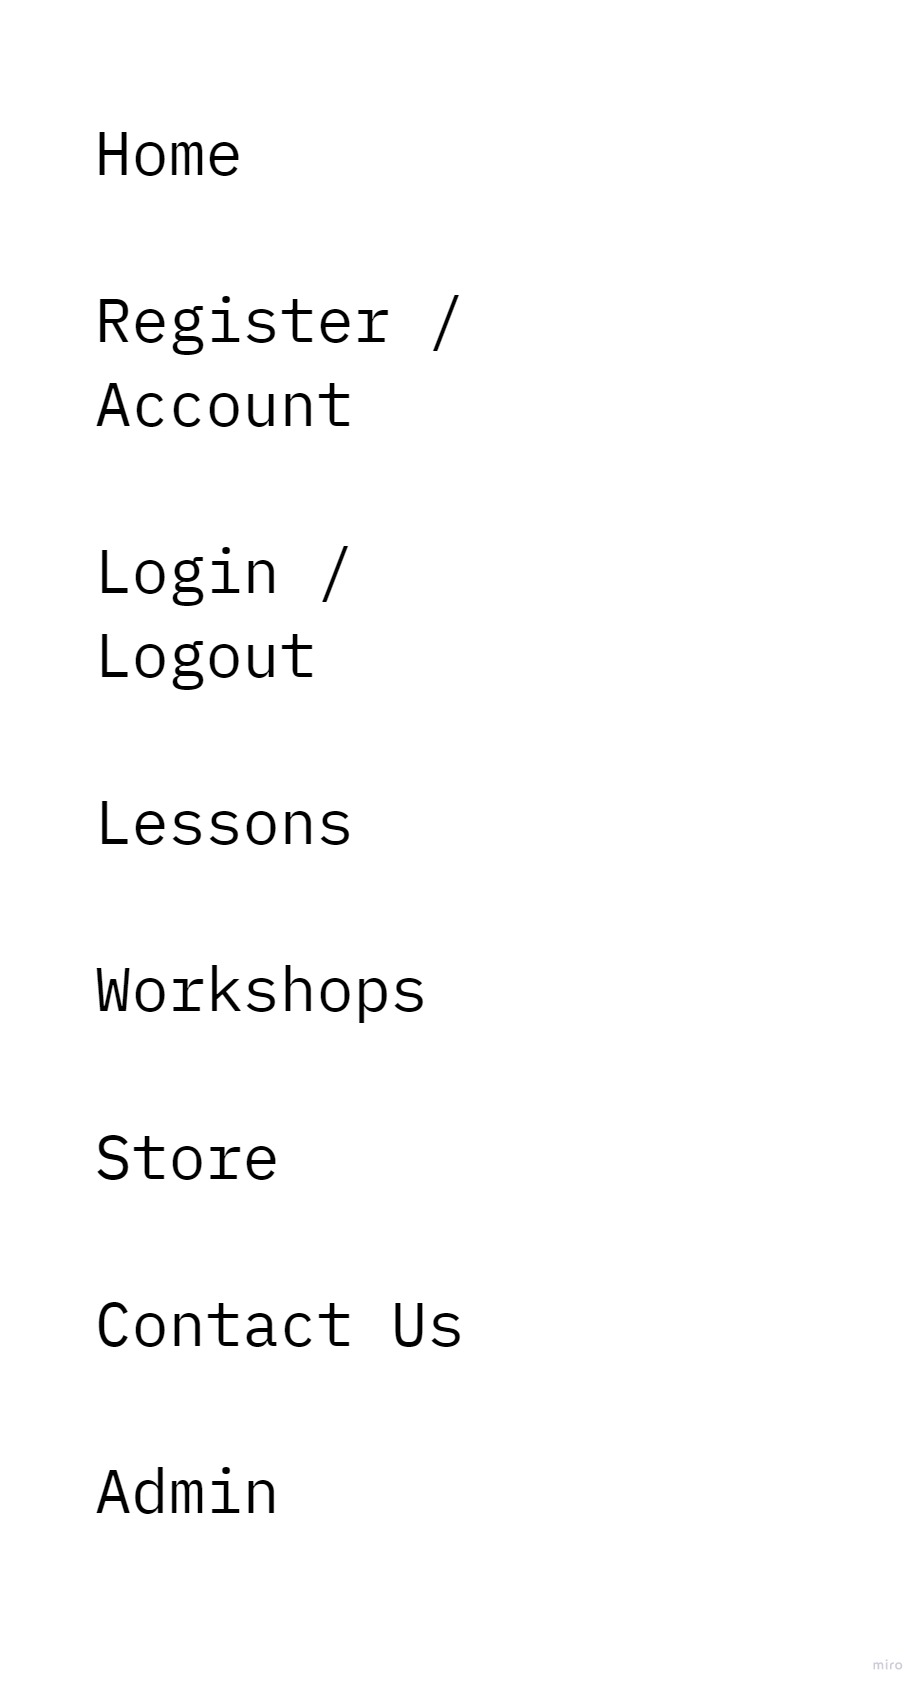 Home
Register /
Account
Login /
Logout
Lessons
Workshops
Store
Contact Us
Admin
miro